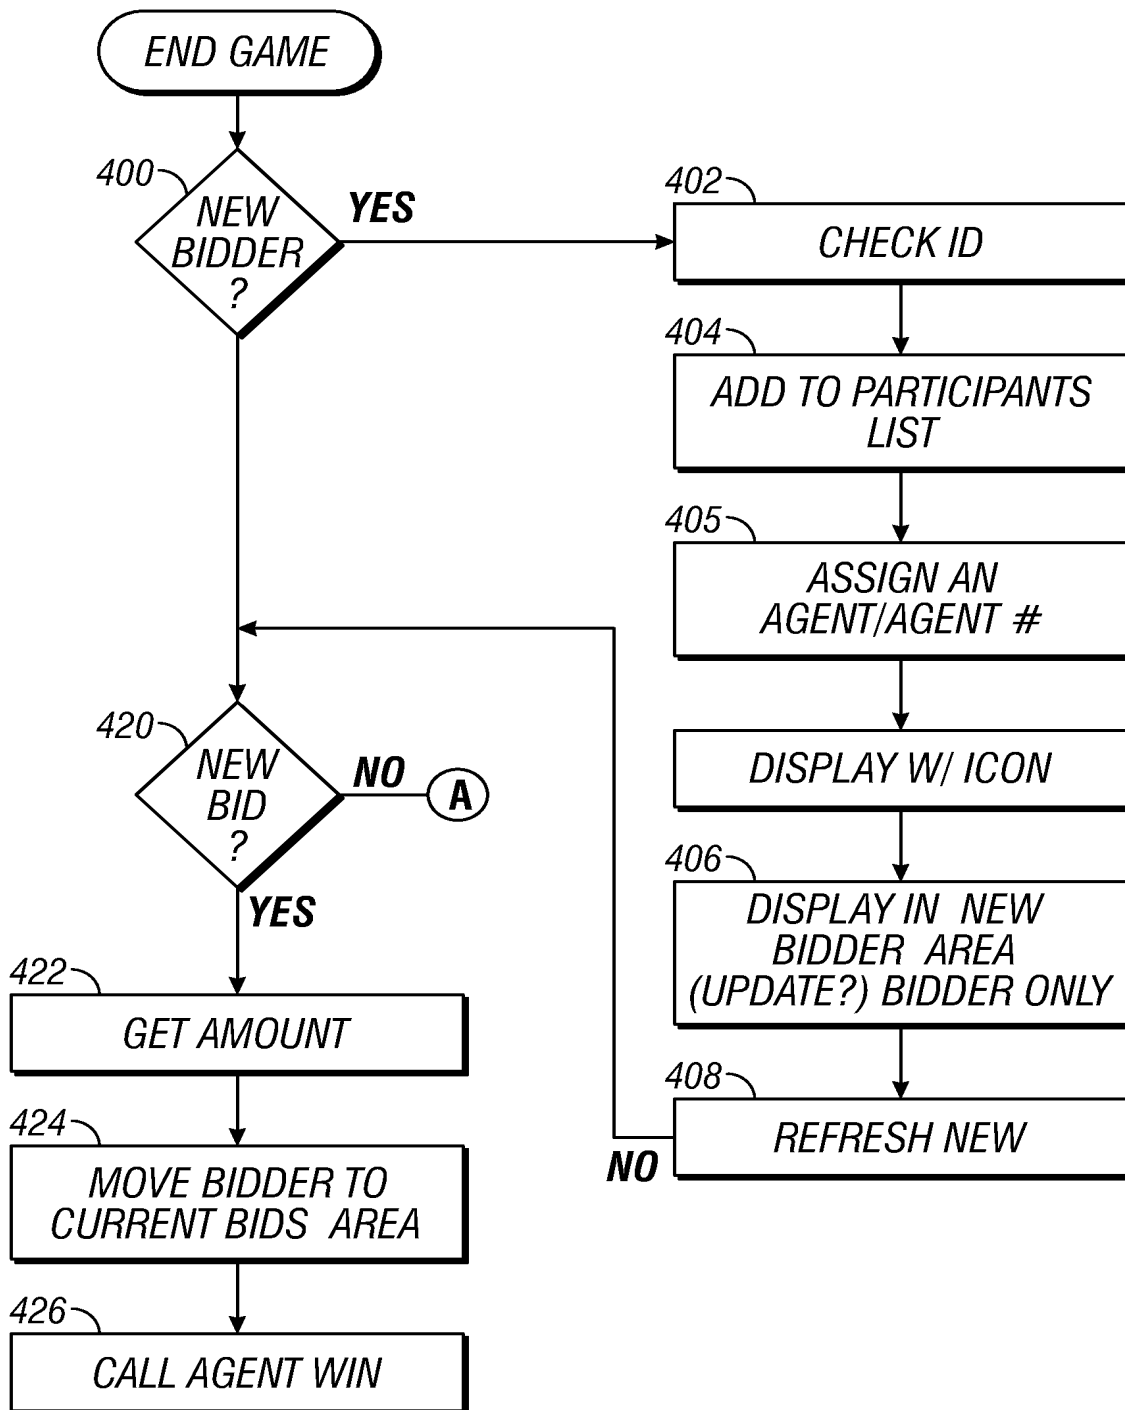 END GAME
400
NEW
BIDDER
?
YES
402
CHECK ID
404
ADD TO PARTICIPANTS
LIST
405
ASSIGN AN
AGENT/AGENT #
DISPLAY W/ ICON
406
DISPLAY IN NEW
BIDDER AREA
(UPDATE?) BIDDER ONLY
408
REFRESH NEW
NO
420
NEW
BID
?
NO
A
YES
422
GET AMOUNT
424
MOVE BIDDER TO
CURRENT BIDS AREA
426
CALL AGENT WIN